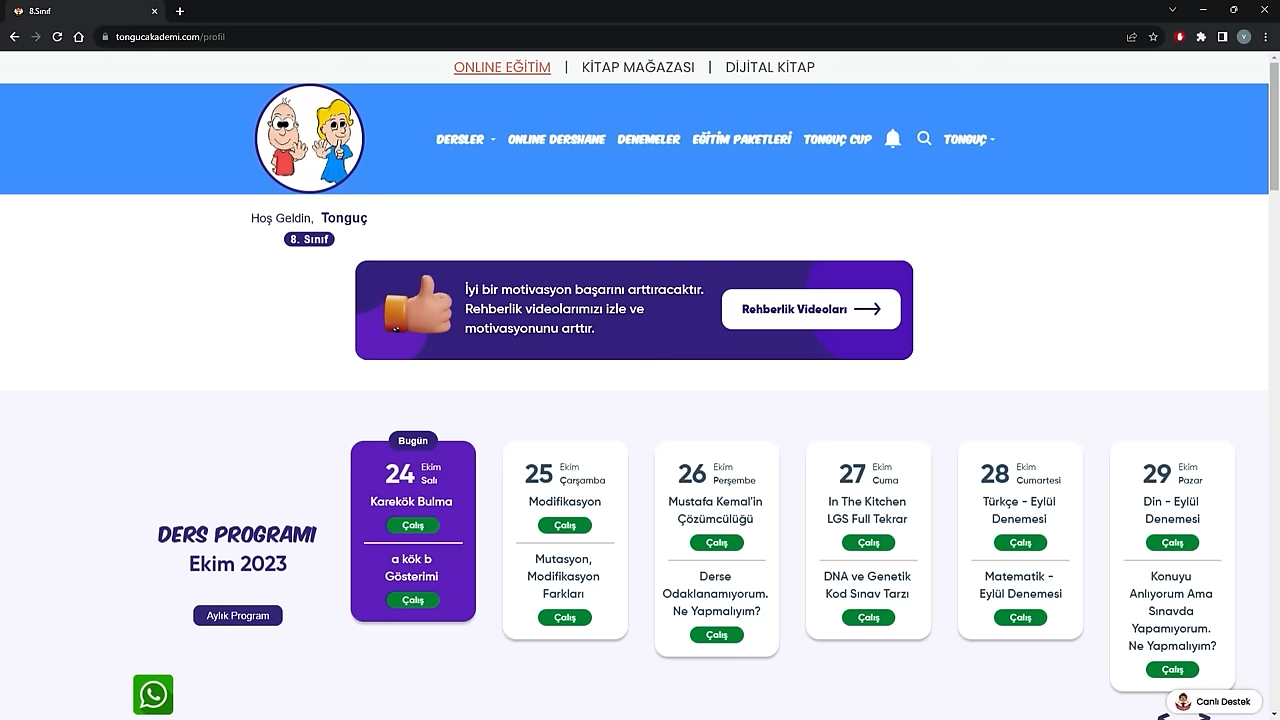 8.Sınıf
tongucakademi.com/profil
ONLINE EĞİTİM | KİTAP MAĞAZASI | DİJİTAL KİTAP
DERSLER ONLINE DERSHANE DENEMELER EĞİTİM PAKETLERİ TONGUÇ CUP TONGUÇ
Hoş Geldin, Tonguç
8. Sınıf
İyi bir motivasyon başarını arttıracaktır.
Rehberlik videolarımızı izle ve
motivasyonunu arttır.
Rehberlik Videoları
DERS PROGRAMI
Ekim 2023
Aylık Program
Bugün
24 Ekim
Salı
Karekök Bulma
Çalış
a kök b
Gösterimi
Çalış
25 Ekim
Çarşamba
Modifikasyon
Çalış
Mutasyon,
Modifikasyon
Farkları
Çalış
26 Ekim
Perşembe
Mustafa Kemal'in
Çözümcülüğü
Çalış
Derse
Odaklanamıyorum.
Ne Yapmalıyım?
Çalış
27 Ekim
Cuma
In The Kitchen
LGS Full Tekrar
Çalış
DNA ve Genetik
Kod Sınav Tarzı
Çalış
28 Ekim
Cumartesi
Türkçe - Eylül
Denemesi
Çalış
Matematik -
Eylül Denemesi
Çalış
29 Ekim
Pazar
Din - Eylül
Denemesi
Çalış
Konuyu
Anlıyorum Ama
Sınavda
Yapamıyorum.
Ne Yapmalıyım?
Çalış
Canlı Destek